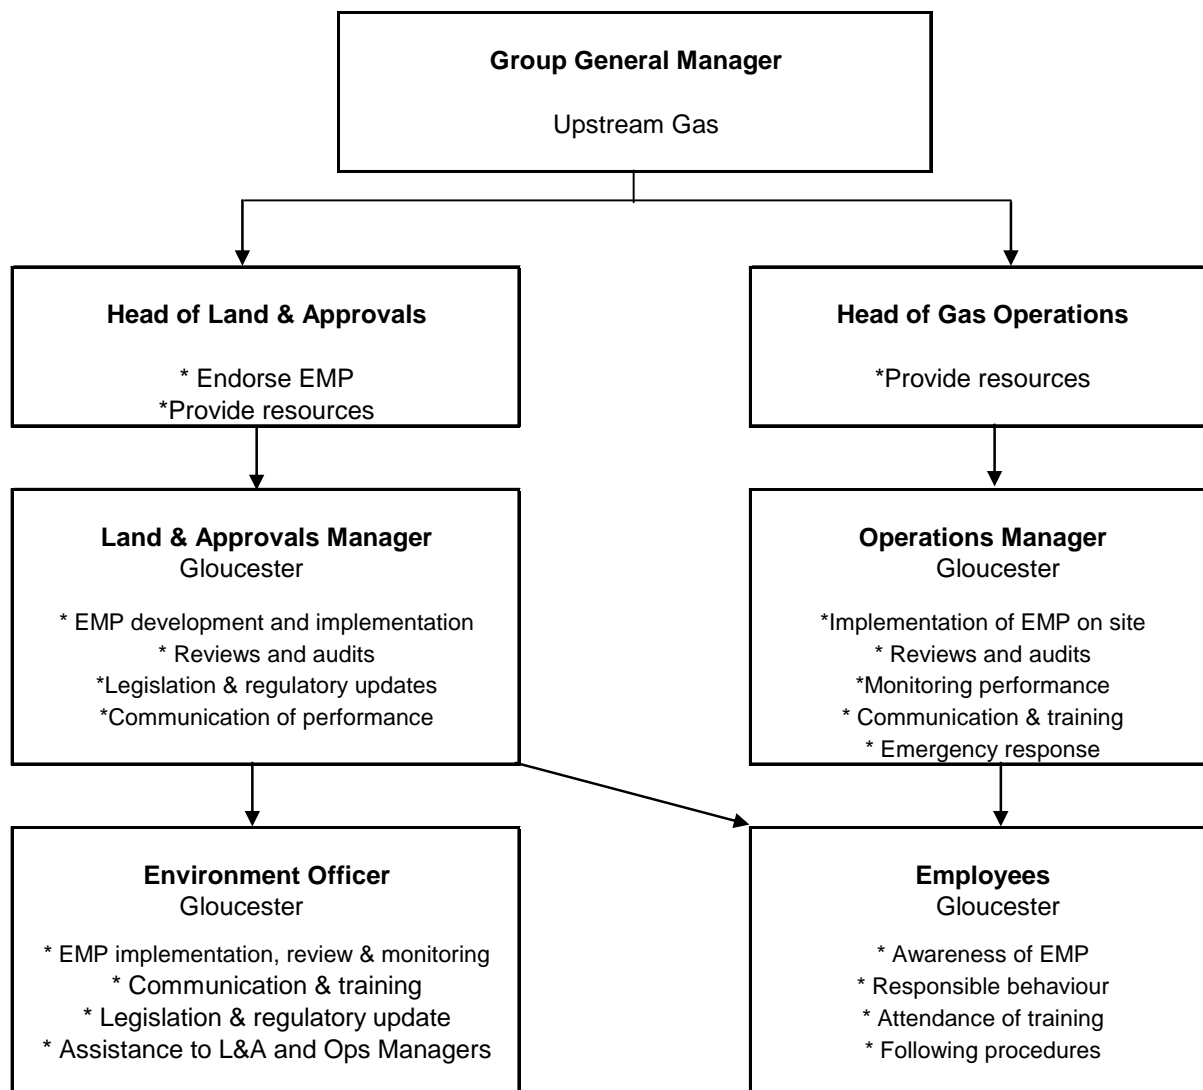 Group General Manager
Upstream Gas
Head of Land & Approvals
* Endorse EMP
*Provide resources
Head of Gas Operations
*Provide resources
Land & Approvals Manager
Gloucester
* EMP development and implementation
* Reviews and audits
*Legislation & regulatory updates
*Communication of performance
Operations Manager
Gloucester
*Implementation of EMP on site
* Reviews and audits
*Monitoring performance
* Communication & training
* Emergency response
Environment Officer
Gloucester
* EMP implementation, review & monitoring
* Communication & training
* Legislation & regulatory update
* Assistance to L&A and Ops Managers
Employees
Gloucester
* Awareness of EMP
* Responsible behaviour
* Attendance of training
* Following procedures